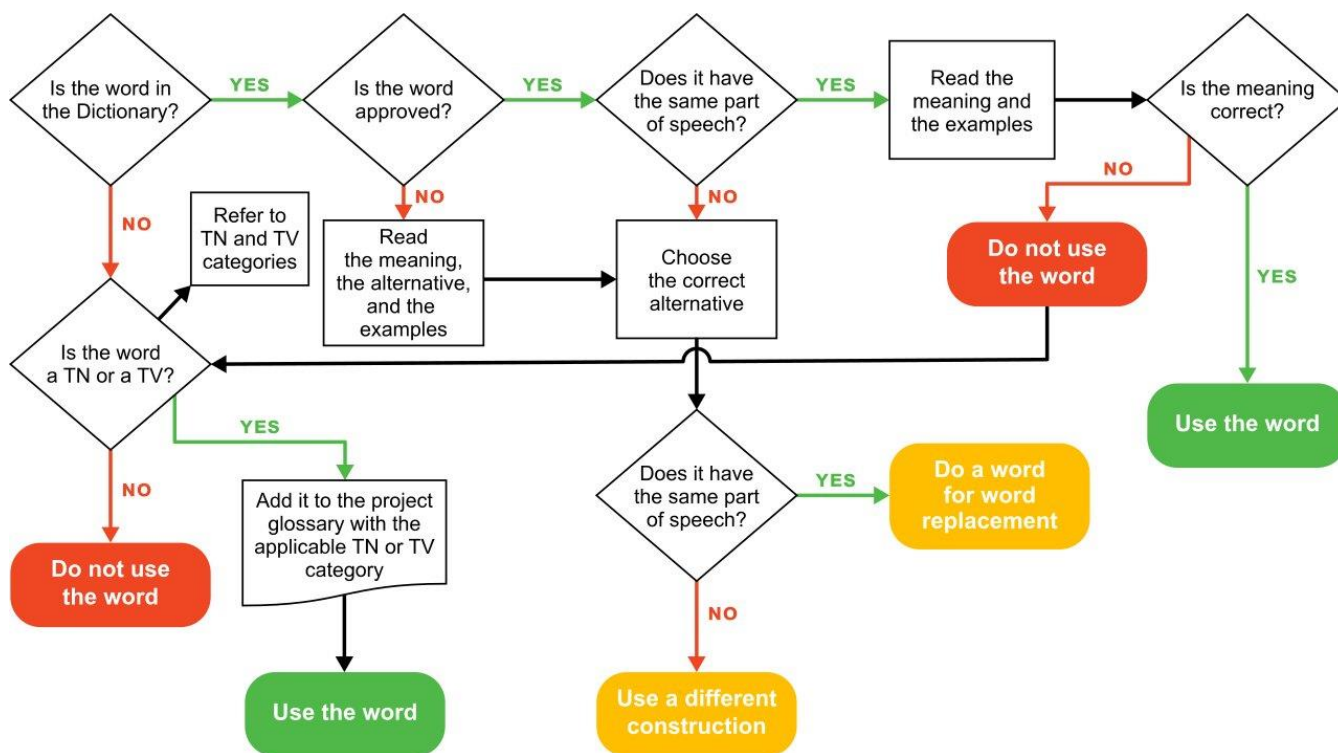 Is the word in
the Dictionary?
YES
Is the word
approved?
YES
Does it have
the same part
of speech?
YES
Read the
meaning and
the examples
Is the meaning
correct?
NO
Refer to
TN and TV
categories
NO
Read
the meaning,
the alternative,
and the
examples
NO
Choose
the correct
alternative
NO
Do not use
the word
YES
Use the word
Is the word
a TN or a TV?
YES
NO
Do not use
the word
Add it to the project
glossary with the
applicable TN or TV
category
Use the word
Does it have
the same part
of speech?
YES
Do a word
for word
replacement
NO
Use a different
construction